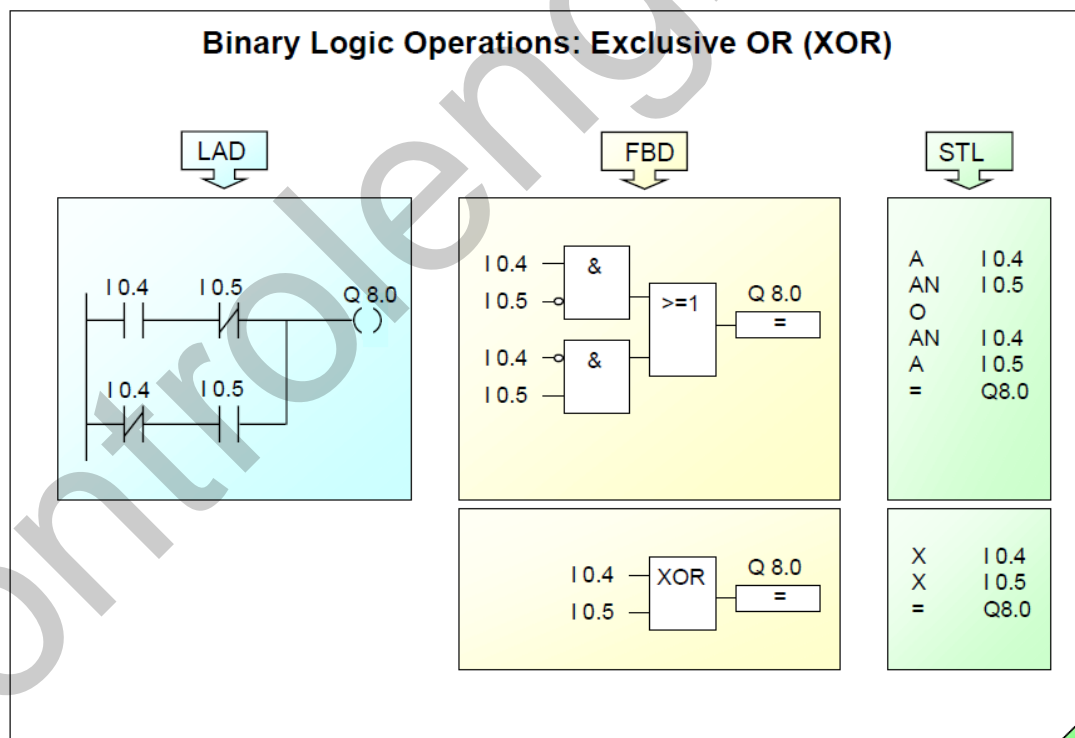 Binary Logic Operations: Exclusive OR (XOR)
LAD
I 0.4 I 0.5 Q 8.0
I 0.4 I 0.5
FBD
I 0.4
&
I 0.5
>=1
Q 8.0
=
I 0.4
&
I 0.5
I 0.4
XOR
Q 8.0
I 0.5
=
STL
A I 0.4
AN I 0.5
O
AN I 0.4
A I 0.5
= Q8.0
X I 0.4
X I 0.5
= Q8.0
ontroleng